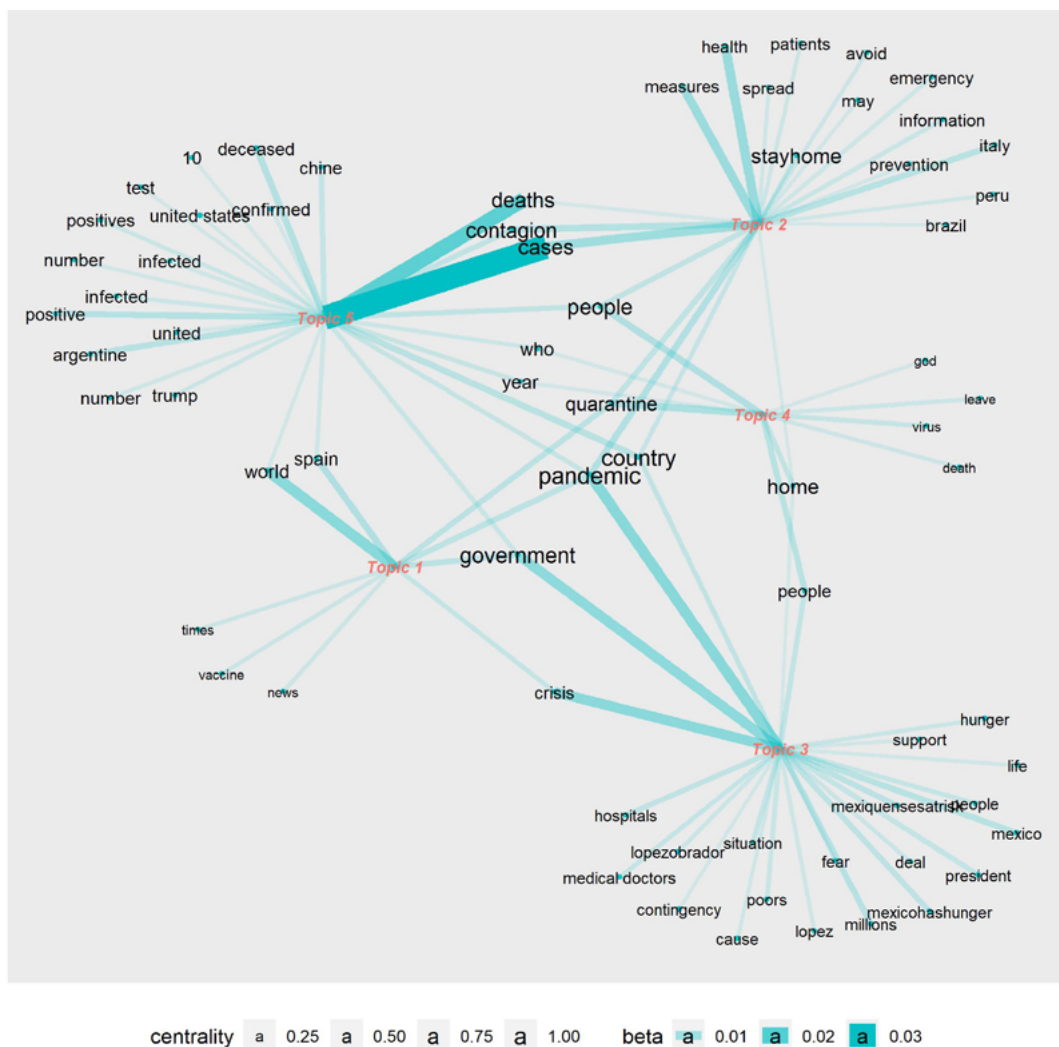 health
patients
avoid
measures
spread
may
emergency
information
stayhome
prevention
italy
peru
brazil
Topic 2
10
deceased
chine
test
united states
confirmed
positives
number
infected
infected
positive
united
argentine
number
trump
Topic 5
deaths
contagion
cases
people
who
year
quarantine
Topic 4
god
leave
virus
death
country
pandemic
home
world
spain
government
Topic 1
people
times
vaccine
news
crisis
Topic 3
hunger
support
life
mexiquensesatrisk
people
mexico
hospitals
situation
lopezobrador
fear
deal
president
medical doctors
contingency
poors
mexicohashunger
millions
lopez
cause
centrality a 0.25 a 0.50 a 0.75 a 1.00 beta a 0.01 a 0.02 a 0.03